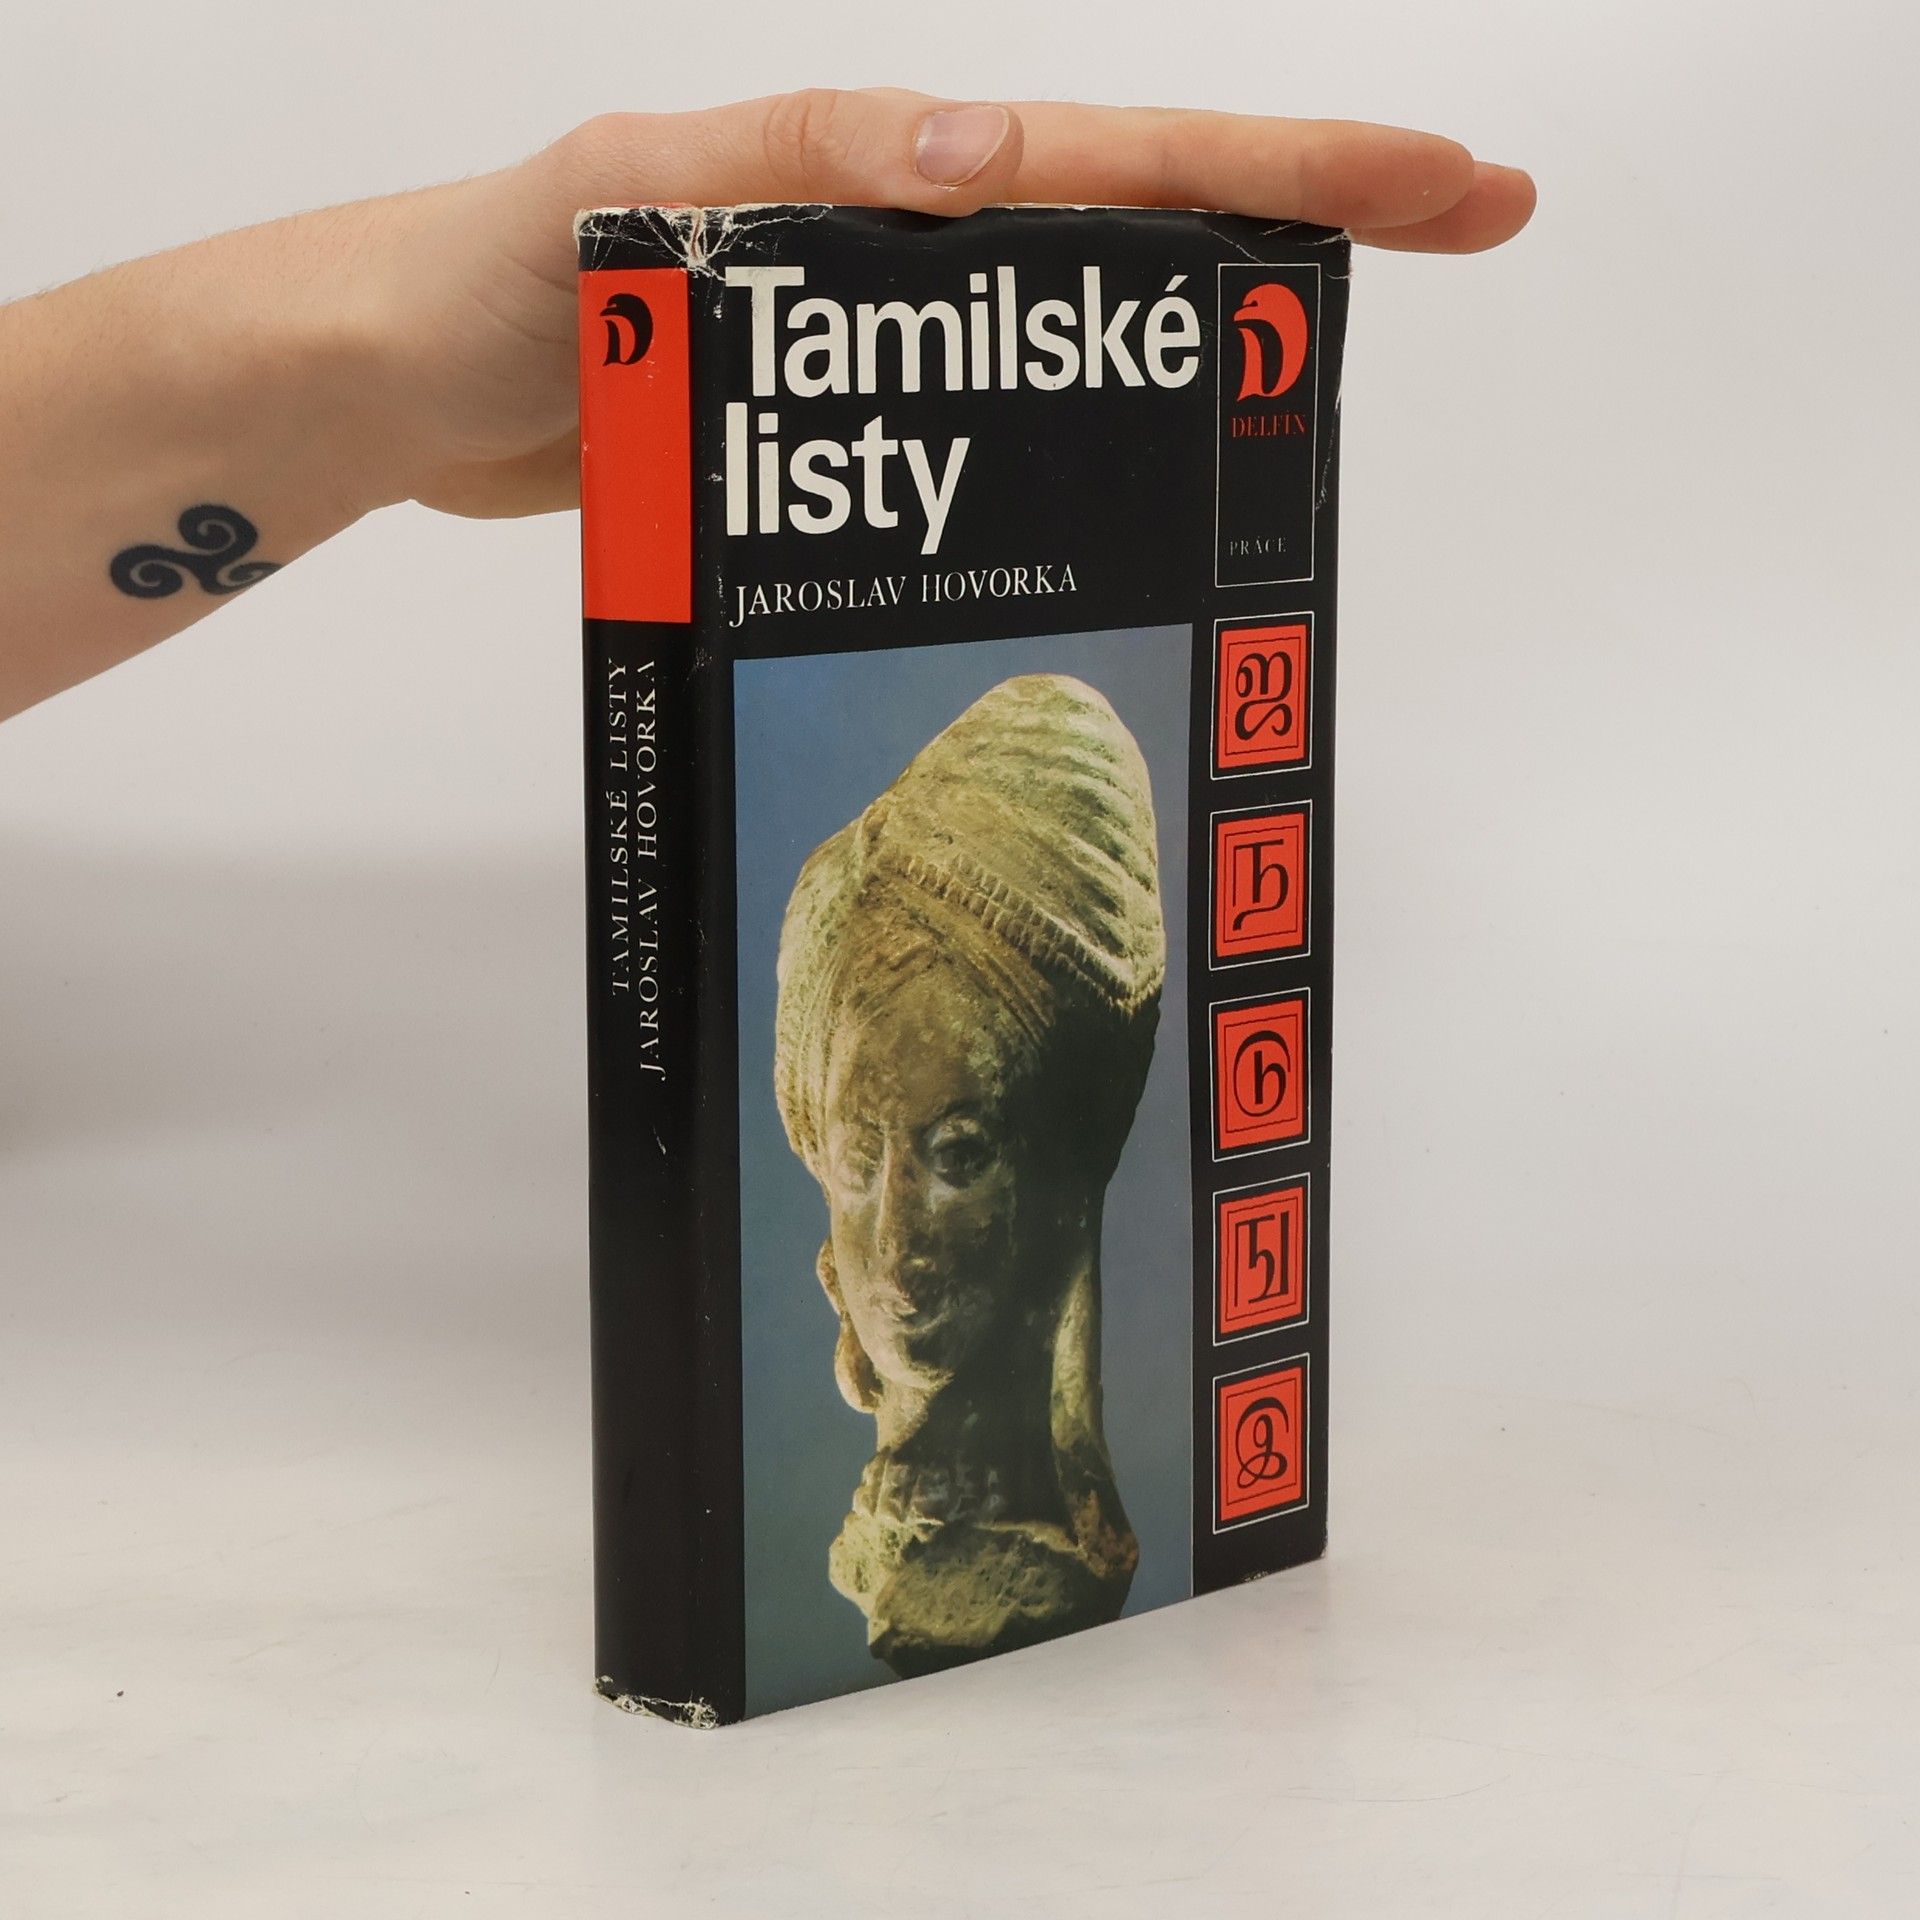 Tamilské
listy
JAROSLAV HOVORKA
D
DELFÍN
PRÁCE
D
TAMILSKÉ LISTY
JAROSLAV HOVORKA